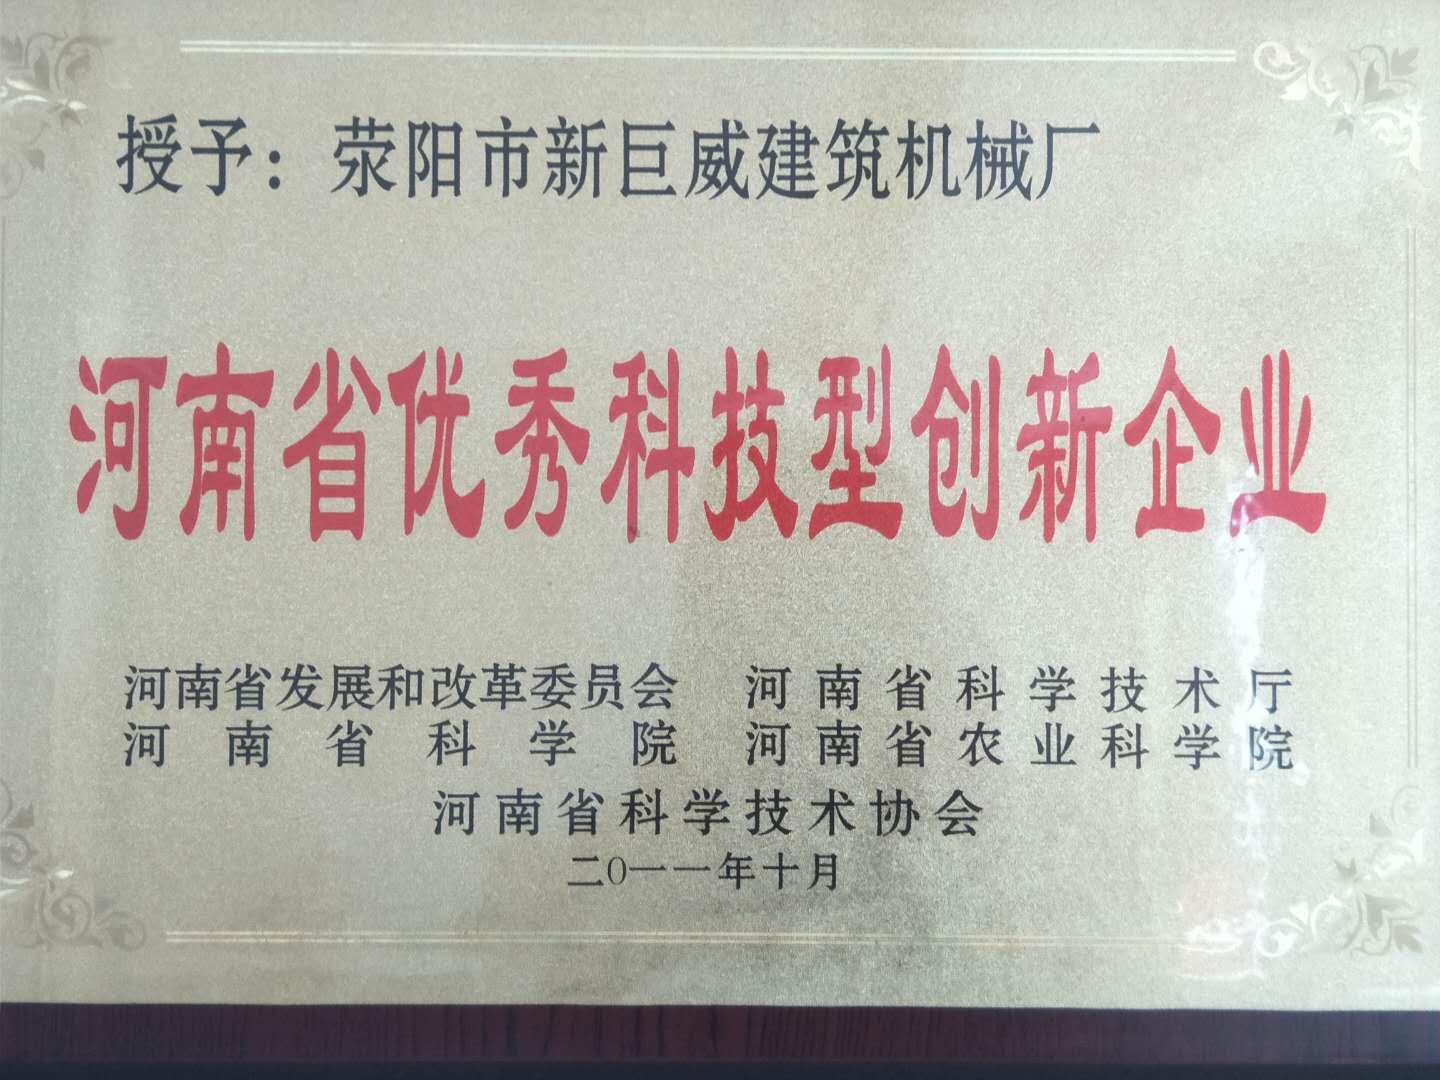 授予：荥阳市新巨威建筑机械厂
河南省优秀科技型创新企业
河南省发展和改革委员会 河南省科学技术厅
河南省科学院 河南省农业科学院
河南省科学技术协会
二〇一一年十月